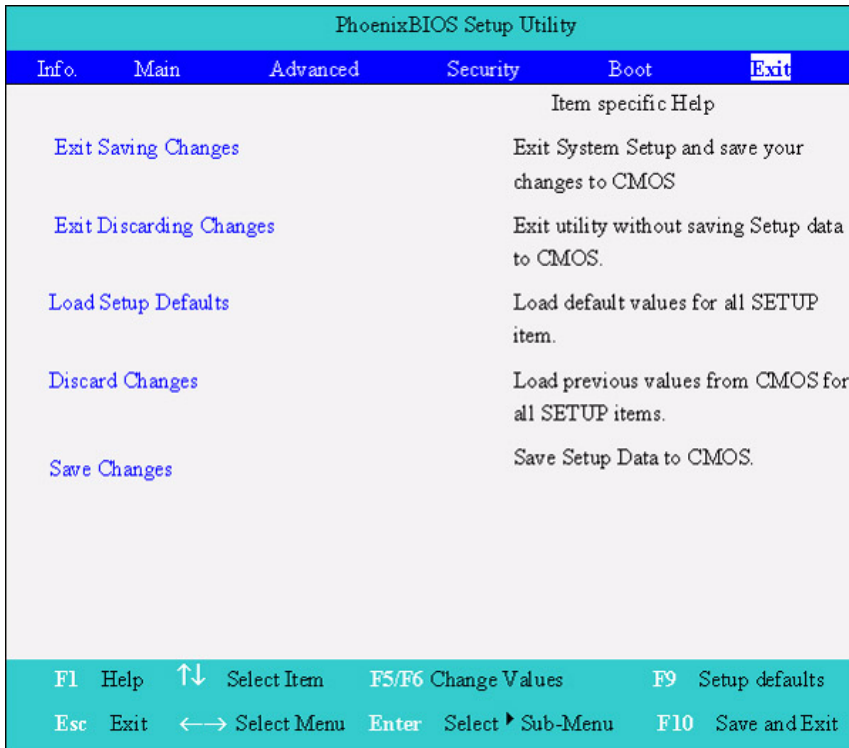 PhoenixBIOS Setup Utility
Info. Main Advanced Security Boot Exit
Item specific Help
Exit Saving Changes
Exit System Setup and save your
changes to CMOS
Exit Discarding Changes
Exit utility without saving Setup data
to CMOS.
Load Setup Defaults
Load default values for all SETUP
item.
Discard Changes
Load previous values from CMOS for
all SETUP items.
Save Changes
Save Setup Data to CMOS.
F1 Help ↑↓ Select Item F5/F6 Change Values F9 Setup defaults
Esc Exit ←→ Select Menu Enter Select ▶ Sub-Menu F10 Save and Exit